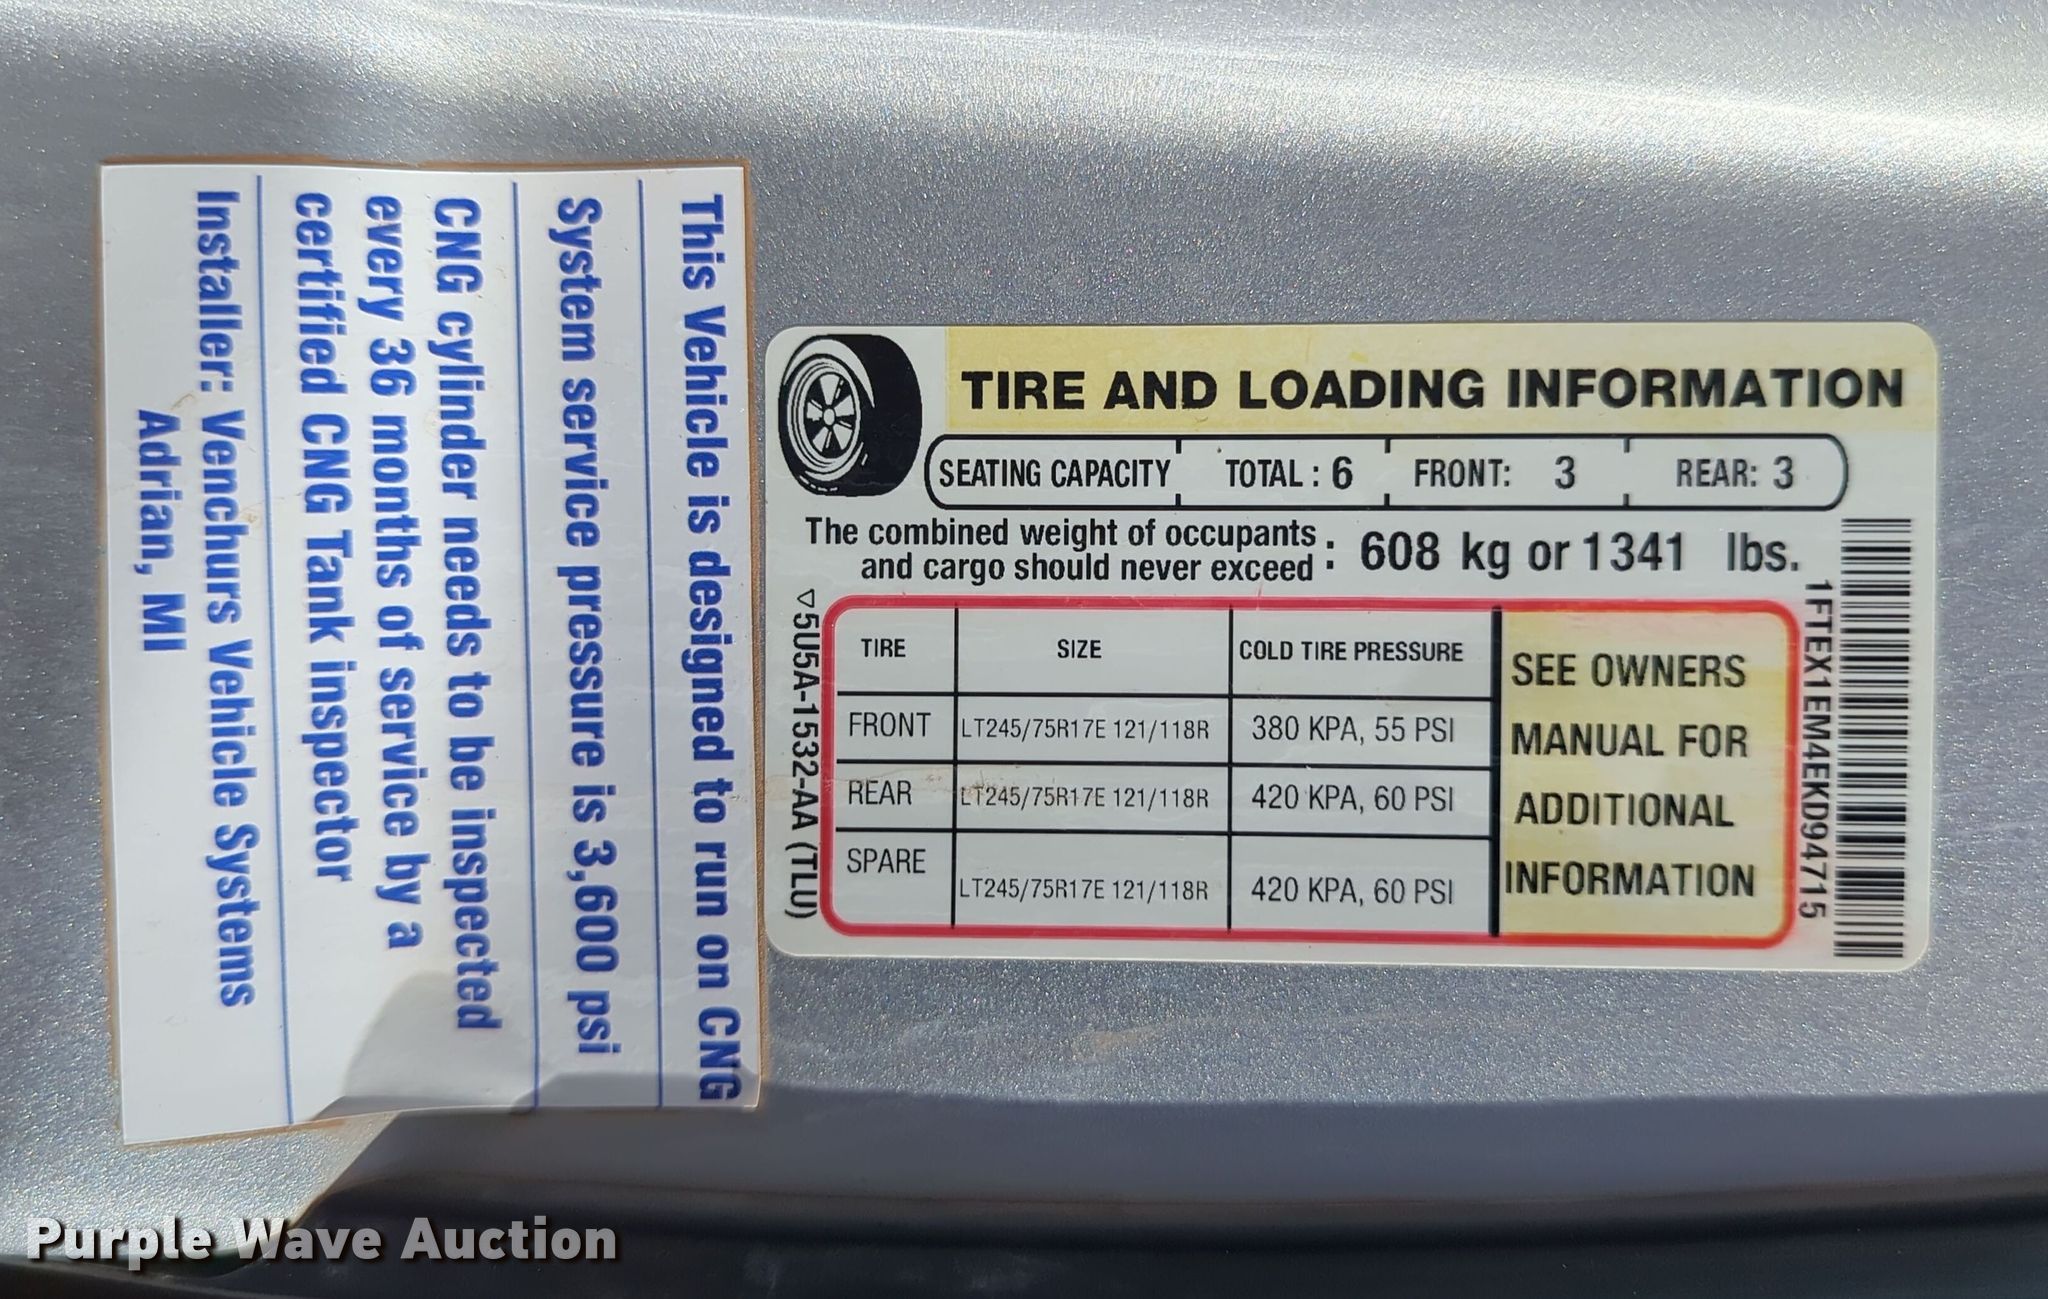 This Vehicle is designed to run on CNG
System service pressure is 3,600 psi
CNG cylinder needs to be inspected
every 36 months of service by a
certified CNG Tank inspector
Installer: Venchurs Vehicle Systems
Adrian, MI
TIRE AND LOADING INFORMATION
SEATING CAPACITY TOTAL : 6 FRONT: 3 REAR: 3
The combined weight of occupants
and cargo should never exceed : 608 kg or 1341 lbs.
TIRE SIZE COLD TIRE PRESSURE
FRONT LT245/75R17E 121/118R 380 KPA, 55 PSI
REAR LT245/75R17E 121/118R 420 KPA, 60 PSI
SPARE LT245/75R17E 121/118R 420 KPA, 60 PSI
SEE OWNERS
MANUAL FOR
ADDITIONAL
INFORMATION
▽5U5A-1532-AA (TLU)
1FTEX1EM4EKD94715
Purple Wave Auction